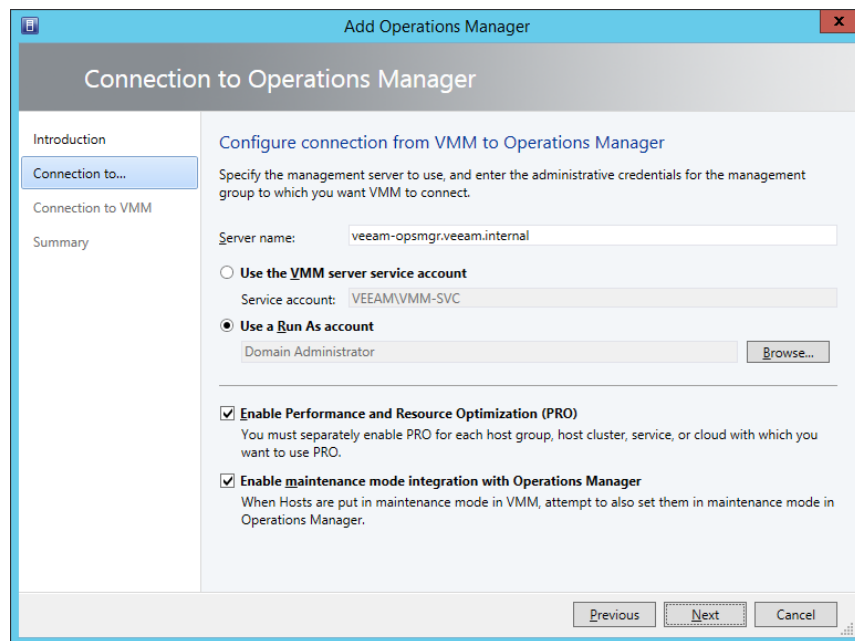 Add Operations Manager
x
Connection to Operations Manager
Introduction
Connection to...
Connection to VMM
Summary
Configure connection from VMM to Operations Manager
Specify the management server to use, and enter the administrative credentials for the management
group to which you want VMM to connect.
Server name: veeam-opsmgr.veeam.internal
Use the VMM server service account
Service account: VEEAM\VMM-SVC
Use a Run As account
Domain Administrator Browse...
Enable Performance and Resource Optimization (PRO)
You must separately enable PRO for each host group, host cluster, service, or cloud with which you
want to use PRO.
Enable maintenance mode integration with Operations Manager
When Hosts are put in maintenance mode in VMM, attempt to also set them in maintenance mode in
Operations Manager.
Previous Next Cancel